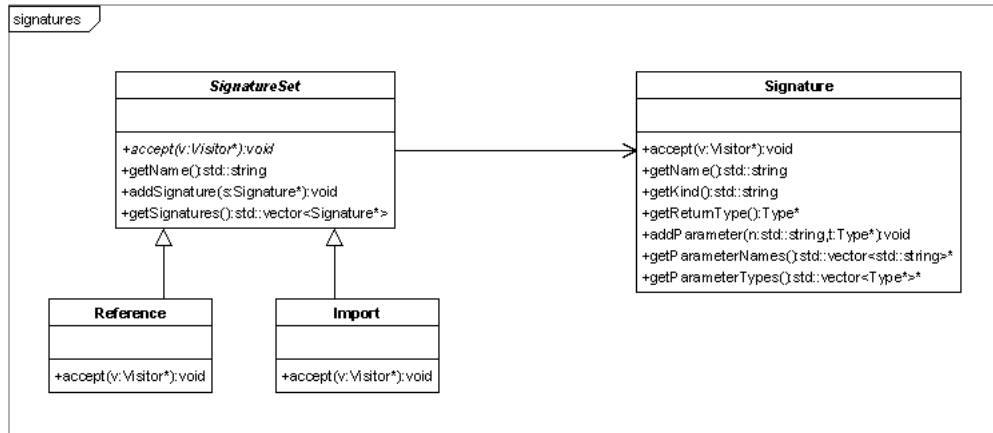 signatures
SignatureSet
+accept(v:Visitor*):void
+getName():std::string
+addSignature(s:Signature*):void
+getSignatures():std::vector<Signature*>
Signature
+accept(v:Visitor*):void
+getName():std::string
+getKind():std::string
+getReturnType():Type*
+addParameter(n:std::string,t:Type*):void
+getParameterNames():std::vector<std::string>*
+getParameterTypes():std::vector<Type*>*
Reference
+accept(v:Visitor*):void
Import
+accept(v:Visitor*):void